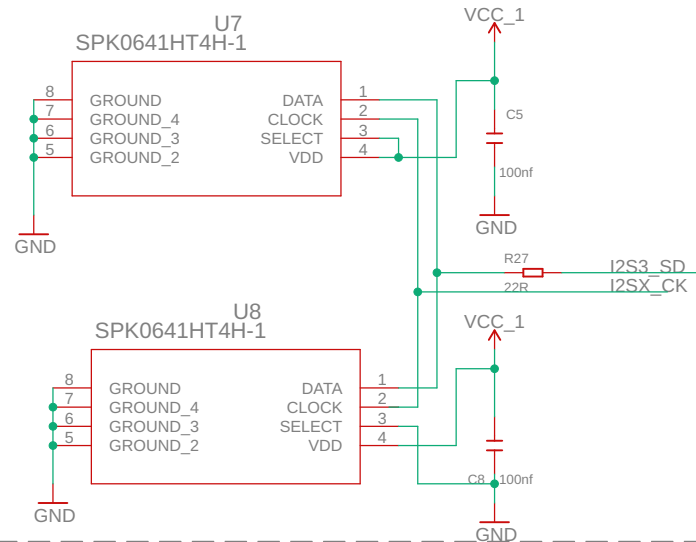 U7
SPK0641HT4H-1
VCC_1
8 GROUND DATA 1
7 GROUND_4 CLOCK 2
6 GROUND_3 SELECT 3
5 GROUND_2 VDD 4
C5
100nf
GND
GND
R27
I2S3_SD
22R
I2SX_CK
U8
SPK0641HT4H-1
VCC_1
8 GROUND DATA 1
7 GROUND_4 CLOCK 2
6 GROUND_3 SELECT 3
5 GROUND_2 VDD 4
C8 100nf
GND
GND